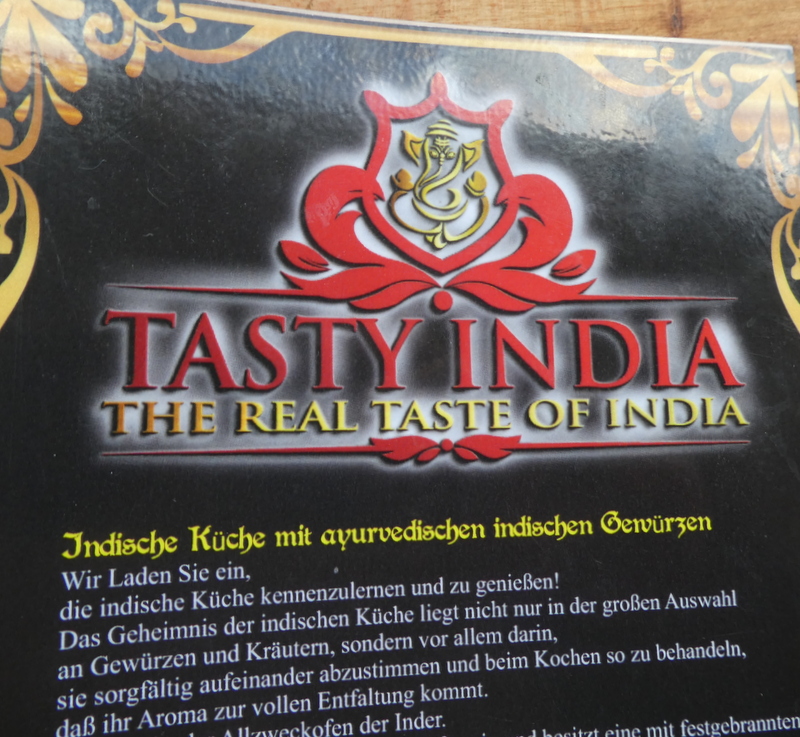 TASTY INDIA
THE REAL TASTE OF INDIA
Indische Küche mit ayurvedischen indischen Gewürzen
Wir Laden Sie ein,
die indische Küche kennenzulernen und zu genießen!
Das Geheimnis der indischen Küche liegt nicht nur in der großen Auswahl
an Gewürzen und Kräutern, sondern vor allem darin,
sie sorgfältig aufeinander abzustimmen und beim Kochen so zu behandeln,
daß ihr Aroma zur vollen Entfaltung kommt.
Allzweckofen der Inder.
und besitzt eine mit festgebrannten